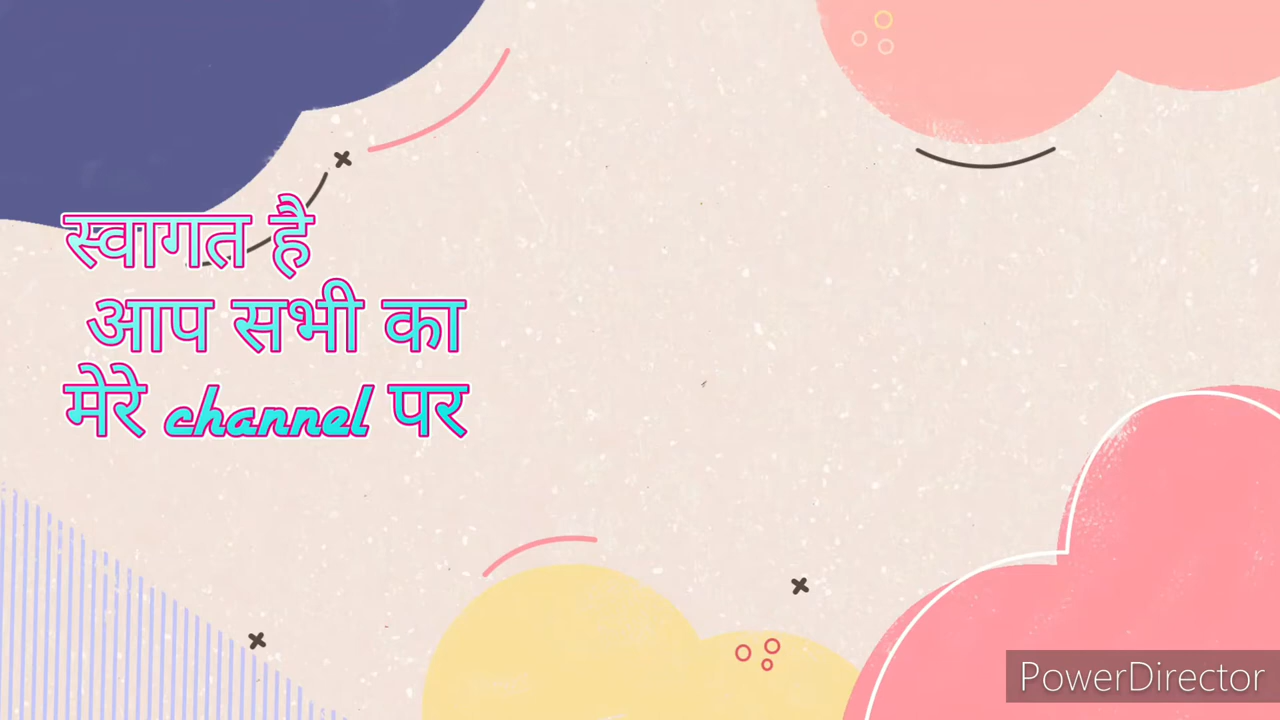 स्वागत है
आप सभी का
मेरे channel पर
PowerDirector